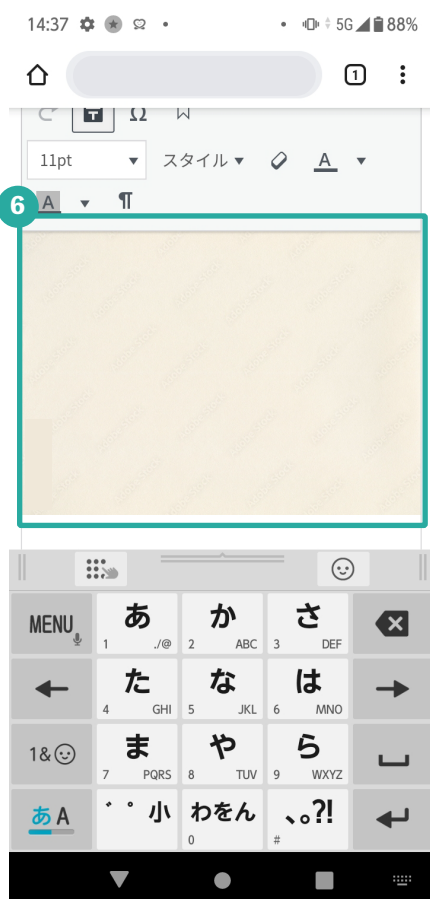 14:37 5G 88%
1
T Ω
11pt スタイル A
6 A ¶
MENU あ か さ
1 ./@ 2 ABC 3 DEF
た な は
4 GHI 5 JKL 6 MNO
1& ま や ら
7 PQRS 8 TUV 9 WXYZ
あA ゛゜小 わをん 、。?!
0 #